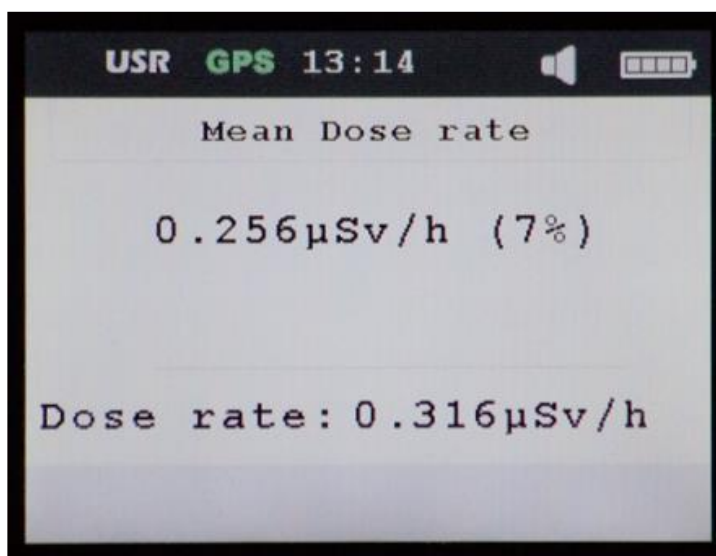 USR GPS 13:14
Mean Dose rate
0.256µSv/h (7%)
Dose rate: 0.316µSv/h